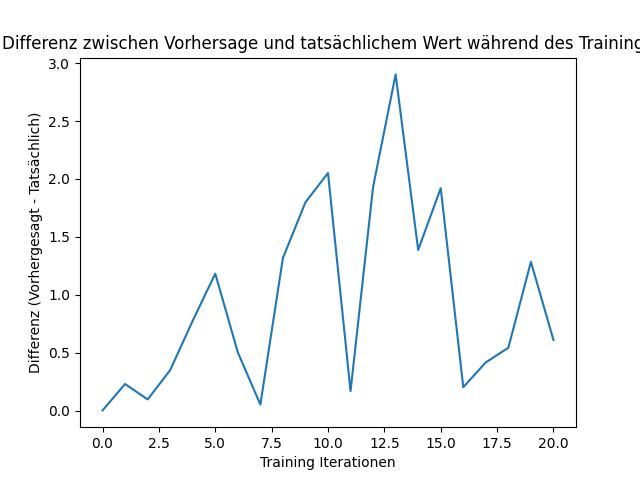 Differenz zwischen Vorhersage und tatsächlichem Wert während des Training
Differenz (Vorhergesagt - Tatsächlich)
3.0
2.5
2.0
1.5
1.0
0.5
0.0
0.0 2.5 5.0 7.5 10.0 12.5 15.0 17.5 20.0
Training Iterationen